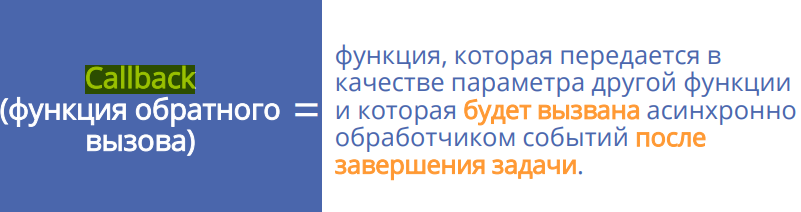 Callback
(функция обратного =
вызова)
функция, которая передается в
качестве параметра другой функции
и которая будет вызвана асинхронно
обработчиком событий после
завершения задачи.